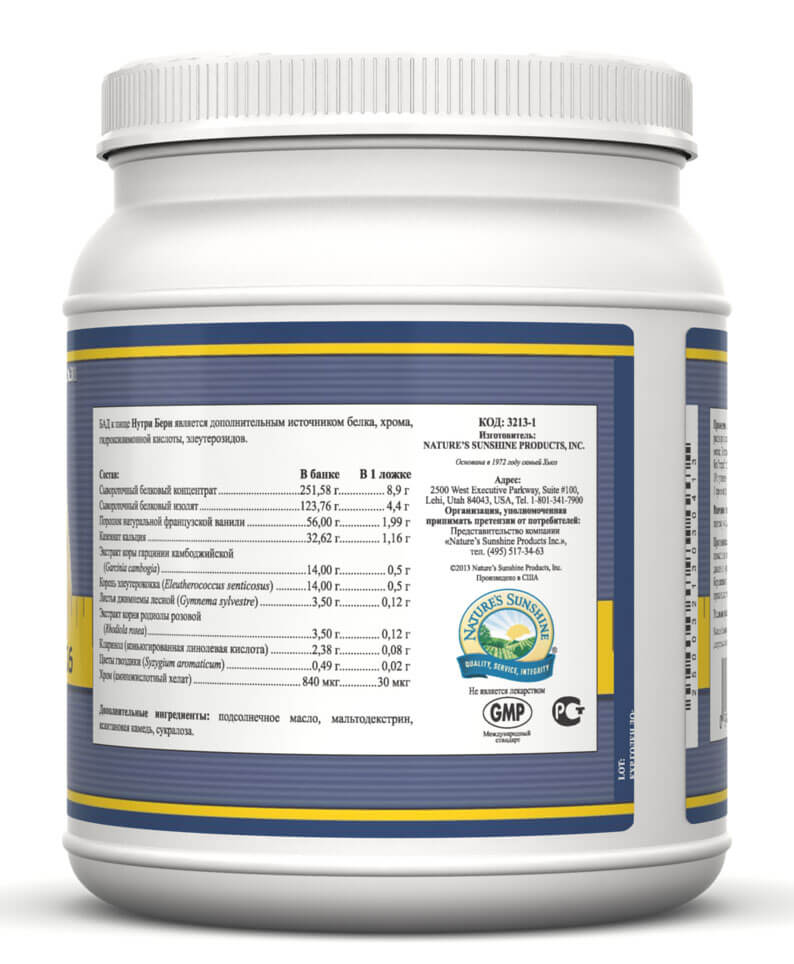 БАД к пище Нутри Берн является дополнительным источником белка, хрома,
гидроксилимонной кислоты, элеутерозидов.
Состав: В банке В 1 ложке
Сывороточный белковый концентрат 251,58 г 8,9 г
Сывороточный белковый изолят 123,76 г 4,4 г
Порошок натуральной французской ванили 56,00 г 1,99 г
Казеинат кальция 32,62 г 1,16 г
Экстракт коры гарцинии камбоджийской
(Garcinia cambogia) 14,00 г 0,5 г
Корень элеутерококка (Eleutherococcus senticosus) 14,00 г 0,5 г
Листья джимнемы лесной (Gymnema sylvestre) 3,50 г 0,12 г
Экстракт корня родиолы розовой
(Rhodiola rosea) 3,50 г 0,12 г
Кларинол (коньюгированная линолевая кислота) 2,38 г 0,08 г
Цветы гвоздики (Syzygium aromaticum) 0,49 г 0,02 г
Хром (аминокислотный хелат) 840 мкг 30 мкг
Дополнительные ингредиенты: подсолнечное масло, мальтодекстрин,
ксантановая камедь, сукралоза.
КОД: 3213-1
Изготовитель:
NATURE'S SUNSHINE PRODUCTS, INC.
Основана в 1972 году семьей Хьюз
Адрес:
2500 West Executive Parkway, Suite #100,
Lehi, Utah 84043, USA, Tel. 1-801-341-7900
Организация, уполномоченная
принимать претензии от потребителей:
Представительство компании
«Nature's Sunshine Products Inc.»,
тел. (495) 517-34-63
©2013 Nature's Sunshine Products, Inc.
Произведено в США
NATURE'S SUNSHINE
QUALITY, SERVICE, INTEGRITY
Не является лекарством
GMP
Международный
стандарт
РСТ
LOT:
25003213030413